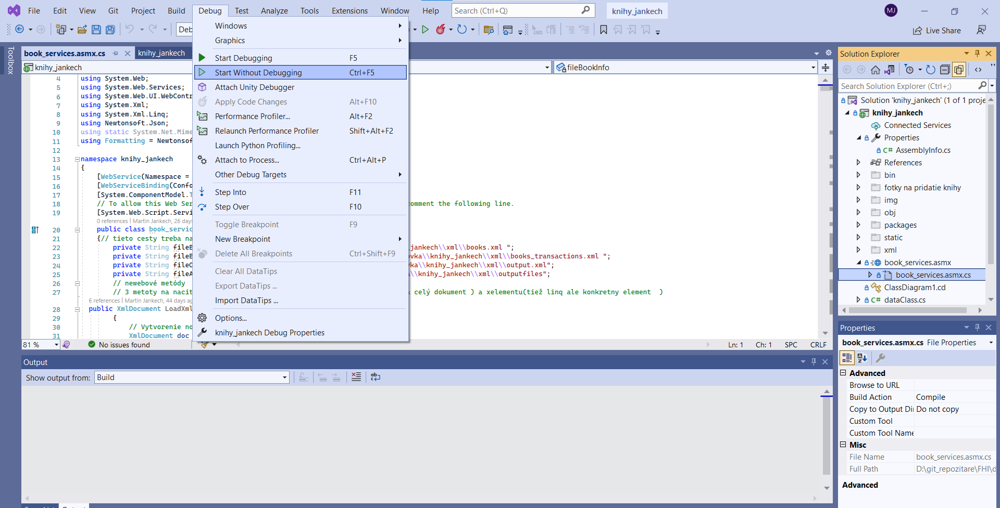 File Edit View Git Project Build Debug Test Analyze Tools Extensions Window Help Search (Ctrl+Q) knihy_jankech MJ
Deb
Live Share
Toolbox
book_services.asmx.cs knihy_jankech
knihy_jankech
fileBookInfo
Windows
Graphics
Start Debugging F5
Start Without Debugging Ctrl+F5
Attach Unity Debugger
Apply Code Changes Alt+F10
Performance Profiler... Alt+F2
Relaunch Performance Profiler Shift+Alt+F2
Launch Python Profiling...
Attach to Process... Ctrl+Alt+P
Other Debug Targets
Step Into F11
Step Over F10
Toggle Breakpoint F9
New Breakpoint
Delete All Breakpoints Ctrl+Shift+F9
Clear All DataTips
Export DataTips ...
Import DataTips ...
Options...
knihy_jankech Debug Properties
4 using System.Web;
5 using System.Web.Services;
6 using System.Web.UI.WebContr
7 using System.Xml;
8 using System.Xml.Linq;
9 using Newtonsoft.Json;
10 using static System.Net.Mime
11 using Formatting = Newtonsof
12
13 namespace knihy_jankech
14 {
15 [WebService(Namespace =
16 [WebServiceBinding(Confo
17 [System.ComponentModel.T
18 // To allow this Web Ser omment the following line.
19 [System.Web.Script.Servi
0 references | Martin Jankech, 26 days
20 public class book_servic
21 {// tieto cesty treba na
22 private String fileB _jankech\\xml\\books.xml ";
23 private String fileB vka\\knihy_jankech\\xml\\books_transactions.xml ";
24 private String fileO ka\\knihy_jankech\\xml\\output.xml";
25 private String fileA \\knihy_jankech\\xml\\outputfiles";
26 // newebové metódy
27 // 3 metoty na nacit celý dokument ) a xelementu(tiež linq ale konkretny element )
6 references | Martin Jankech, 44 days ag
28 public XmlDocument LoadXml
29 {
30 // Vytvorenie no
31 XmlDocument doc
81 % No issues found Ln: 1 Ch: 1 SPC CRLF
Output
Show output from: Build
Solution Explorer
Search Solution Explorer (Ctrl+;)
Solution 'knihy_jankech' (1 of 1 proje
knihy_jankech
Connected Services
Properties
C# AssemblyInfo.cs
References
bin
fotky na pridatie knihy
img
obj
packages
static
xml
book_services.asmx
book_services.asmx.cs
ClassDiagram1.cd
C# dataClass.cs
Properties
book_services.asmx.cs File Properties
Advanced
Browse to URL
Build Action Compile
Copy to Output Dir Do not copy
Custom Tool
Custom Tool Name
Misc
File Name book_services.asmx.cs
Full Path D:\git_repozitare\FHI\d
Advanced